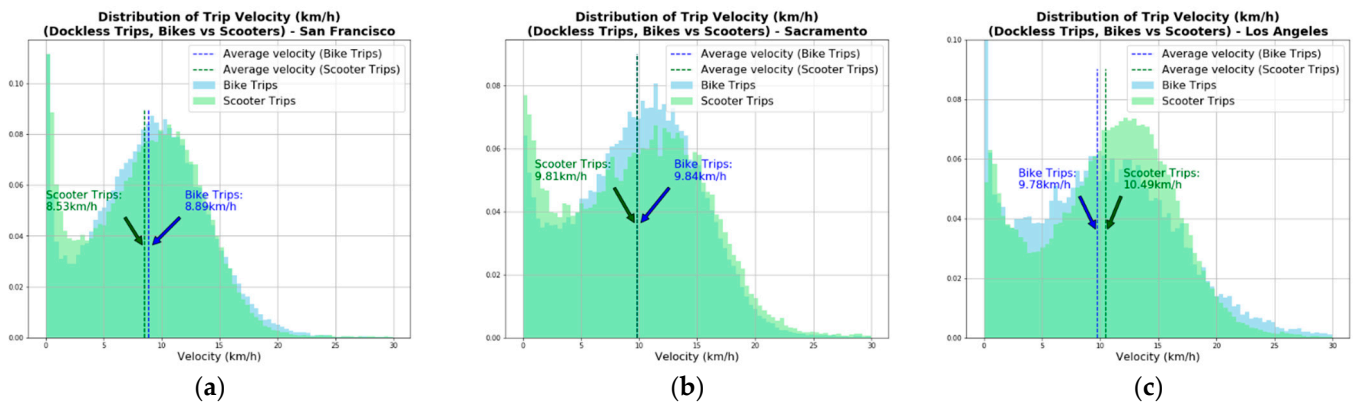 Distribution of Trip Velocity (km/h)
(Dockless Trips, Bikes vs Scooters) - San Francisco
Average velocity (Bike Trips)
Average velocity (Scooter Trips)
Bike Trips
Scooter Trips
0.10
0.08
0.06
0.04
0.02
0.00
Scooter Trips:
8.53km/h
Bike Trips:
8.89km/h
0 5 10 15 20 25 30
Velocity (km/h)
(a)
Distribution of Trip Velocity (km/h)
(Dockless Trips, Bikes vs Scooters) - Sacramento
Average velocity (Bike Trips)
Average velocity (Scooter Trips)
Bike Trips
Scooter Trips
0.08
0.06
0.04
0.02
0.00
Scooter Trips:
9.81km/h
Bike Trips:
9.84km/h
0 5 10 15 20 25 30
Velocity (km/h)
(b)
Distribution of Trip Velocity (km/h)
(Dockless Trips, Bikes vs Scooters) - Los Angeles
Average velocity (Bike Trips)
Average velocity (Scooter Trips)
Bike Trips
Scooter Trips
0.10
0.08
0.06
0.04
0.02
0.00
Bike Trips:
9.78km/h
Scooter Trips:
10.49km/h
0 5 10 15 20 25 30
Velocity (km/h)
(c)